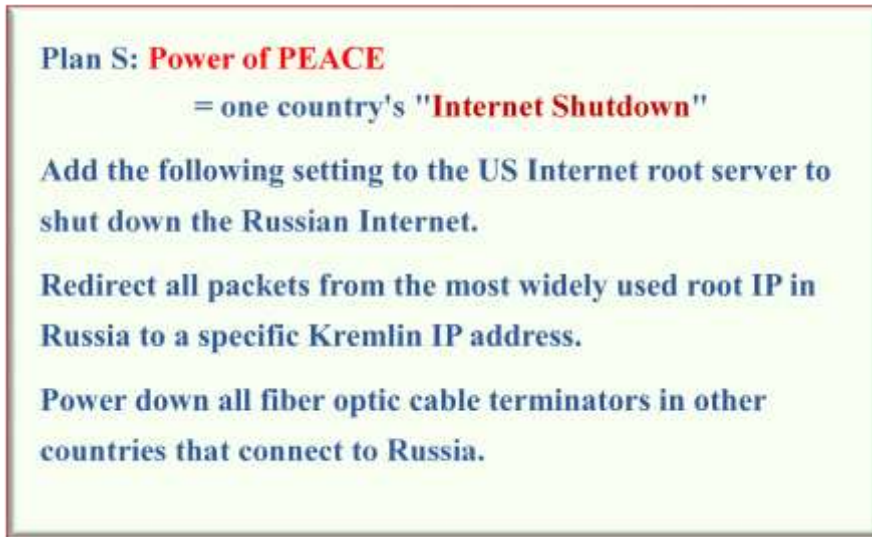 Plan S: Power of PEACE
= one country's "Internet Shutdown"
Add the following setting to the US Internet root server to
shut down the Russian Internet.
Redirect all packets from the most widely used root IP in
Russia to a specific Kremlin IP address.
Power down all fiber optic cable terminators in other
countries that connect to Russia.